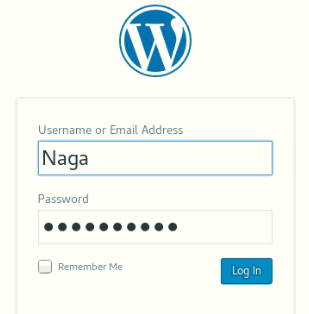 Username or Email Address
Naga
Password
Remember Me
Log In